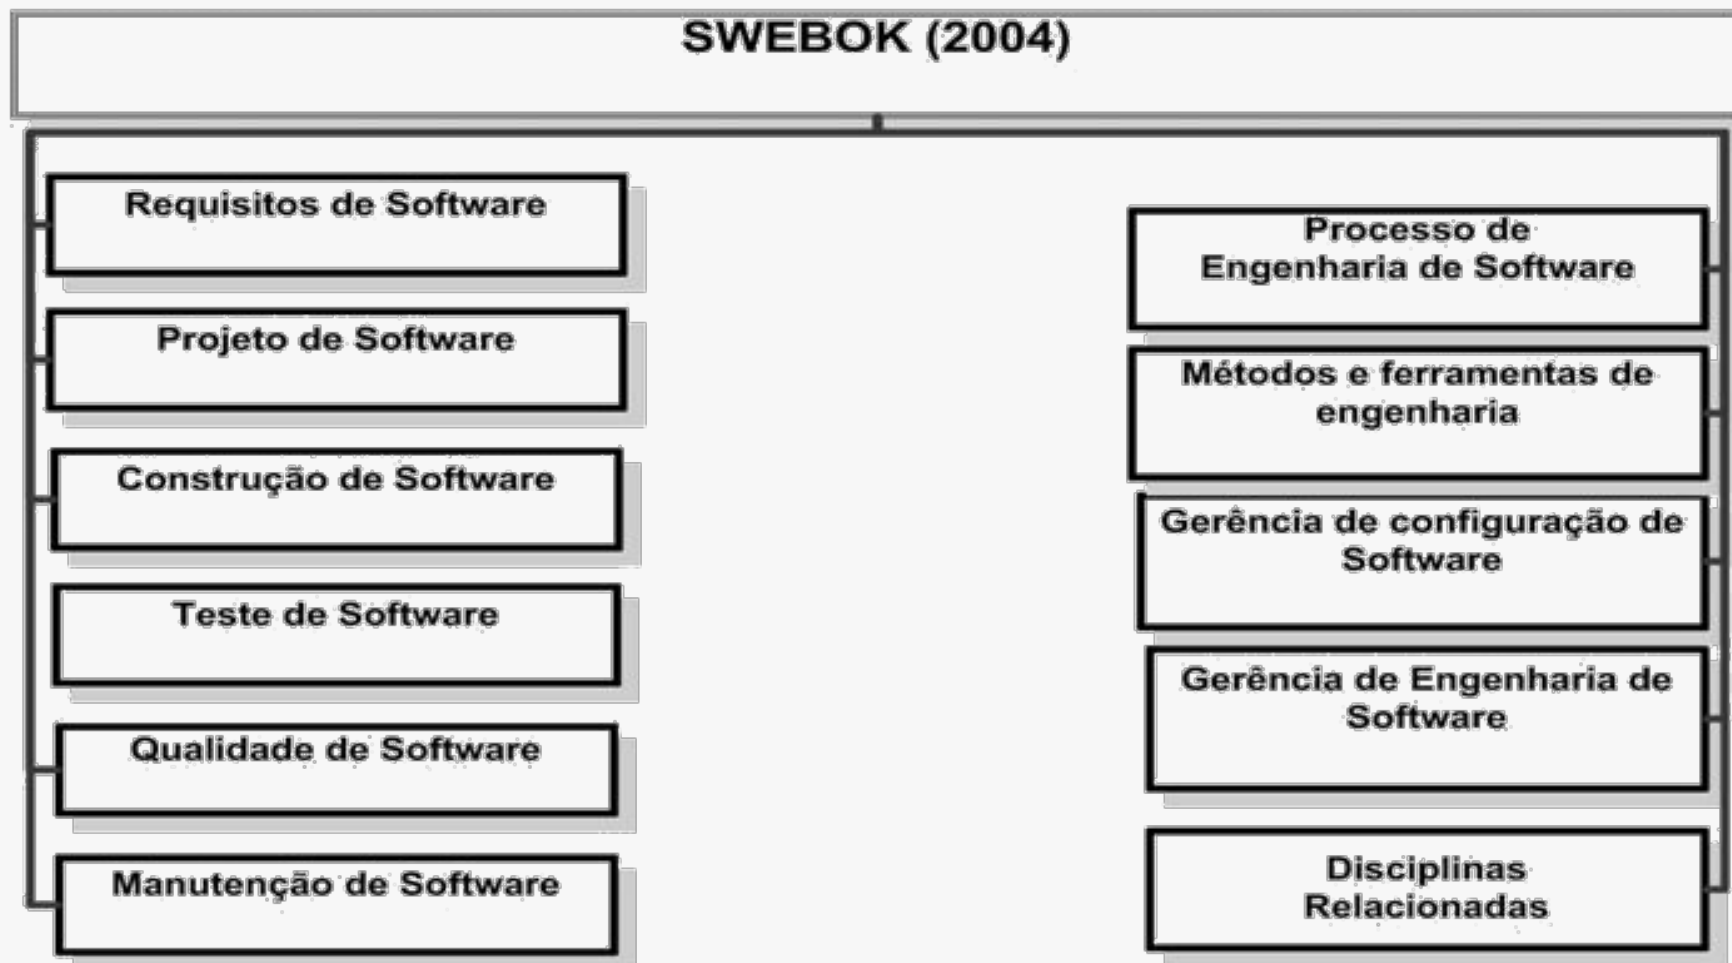 SWEBOK (2004)
Requisitos de Software
Projeto de Software
Construção de Software
Teste de Software
Qualidade de Software
Manutenção de Software
Processo de
Engenharia de Software
Métodos e ferramentas de
engenharia
Gerência de configuração de
Software
Gerência de Engenharia de
Software
Disciplinas
Relacionadas